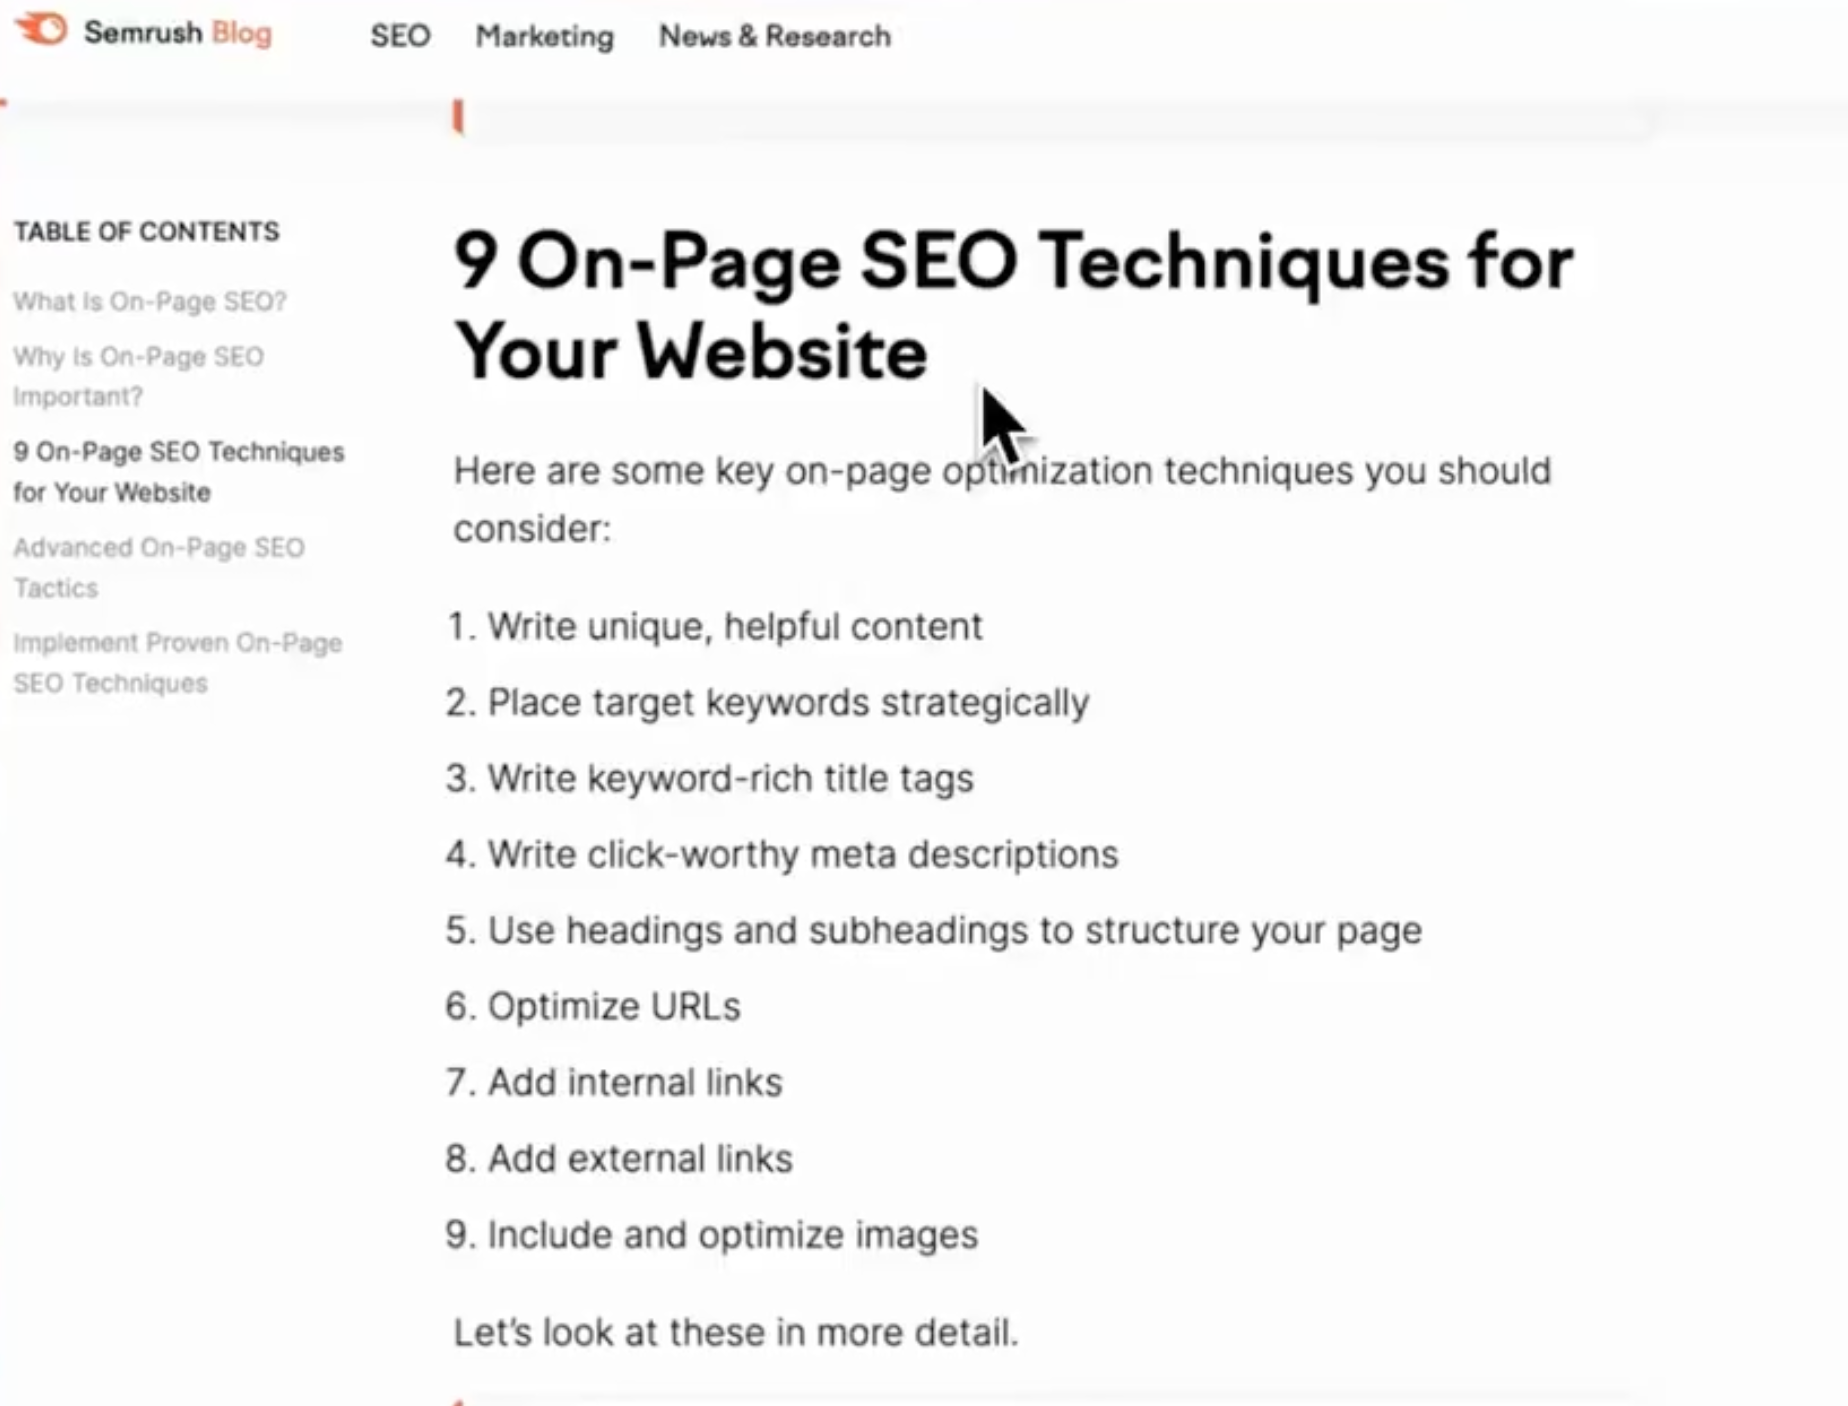 Semrush Blog
SEO
Marketing
News & Research
TABLE OF CONTENTS
What Is On-Page SEO?
Why Is On-Page SEO
Important?
9 On-Page SEO Techniques
for Your Website
Advanced On-Page SEO
Tactics
Implement Proven On-Page
SEO Techniques
9 On-Page SEO Techniques for
Your Website
Here are some key on-page optimization techniques you should
consider:
1. Write unique, helpful content
2. Place target keywords strategically
3. Write keyword-rich title tags
4. Write click-worthy meta descriptions
5. Use headings and subheadings to structure your page
6. Optimize URLs
7. Add internal links
8. Add external links
9. Include and optimize images
Let's look at these in more detail.